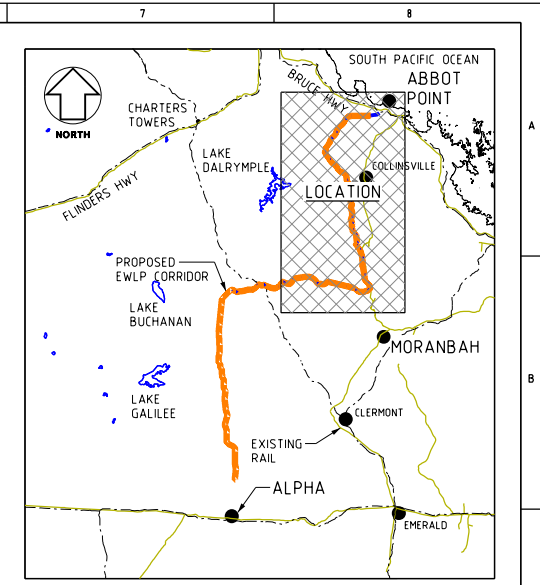 7
8
SOUTH PACIFIC OCEAN
BRUCE HWY
ABBOT
POINT
A
CHARTERS
TOWERS
NORTH
LAKE
DALRYMPLE
COLLINSVILLE
LOCATION
FLINDERS HWY
PROPOSED
EWLP CORRIDOR
LAKE
BUCHANAN
MORANBAH
B
LAKE
GALILEE
CLERMONT
EXISTING
RAIL
ALPHA
EMERALD